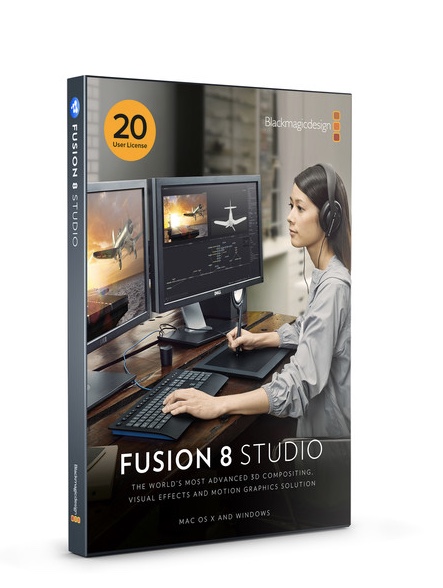 20
User License
Blackmagicdesign
FUSION 8 STUDIO
DELL
FUSION 8 STUDIO
THE WORLD'S MOST ADVANCED 3D COMPOSITING,
VISUAL EFFECTS AND MOTION GRAPHICS SOLUTION
MAC OS X AND WINDOWS
Blackmagicdesign